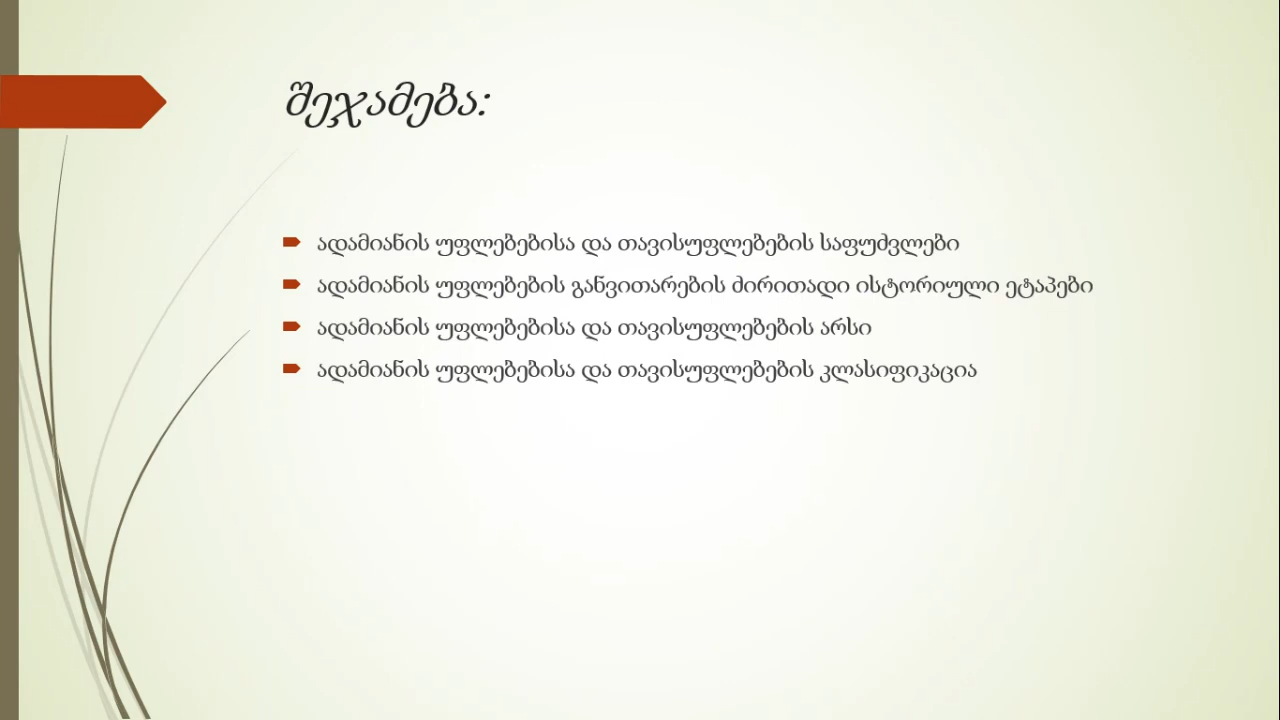 შეჯამება:
ადამიანის უფლებებისა და თავისუფლებების საფუძვლები
ადამიანის უფლებების განვითარების ძირითადი ისტორიული ეტაპები
ადამიანის უფლებებისა და თავისუფლებების არსი
ადამიანის უფლებებისა და თავისუფლებების კლასიფიკაცია